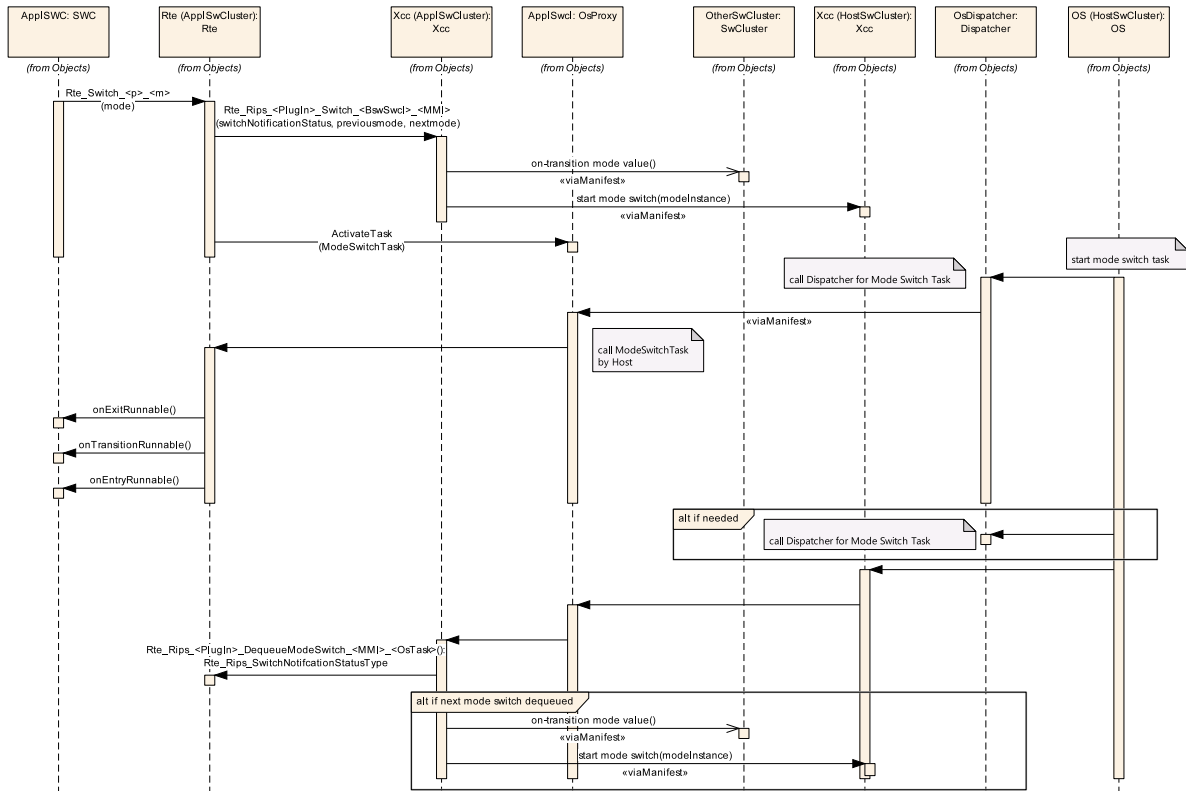 ApplSWC: SWC
Rte (ApplSwCluster):
Rte
Xcc (ApplSwCluster):
Xcc
ApplSwcl: OsProxy
OtherSwCluster:
SwCluster
Xcc (HostSwCluster):
Xcc
OsDispatcher:
Dispatcher
OS (HostSwCluster):
OS
(from Objects)
(from Objects)
(from Objects)
(from Objects)
(from Objects)
(from Objects)
(from Objects)
(from Objects)
Rte_Switch_<p>_<m>
(mode)
Rte_Rips_<PlugIn>_Switch_<BswSwcI>_<MMI>
(switchNotificationStatus, previousmode, nextmode)
on-transition mode value()
«viaManifest»
start mode switch(modeInstance)
«viaManifest»
ActivateTask
(ModeSwitchTask)
start mode switch task
call Dispatcher for Mode Switch Task
«viaManifest»
call ModeSwitchTask
by Host
onExitRunnable()
onTransitionRunnable()
onEntryRunnable()
alt if needed
call Dispatcher for Mode Switch Task
Rte_Rips_<PlugIn>_DequeueModeSwitch_<MMI>_<OsTask>():
Rte_Rips_SwitchNotifcationStatusType
alt if next mode switch dequeued
on-transition mode value()
«viaManifest»
start mode switch(modeInstance)
«viaManifest»